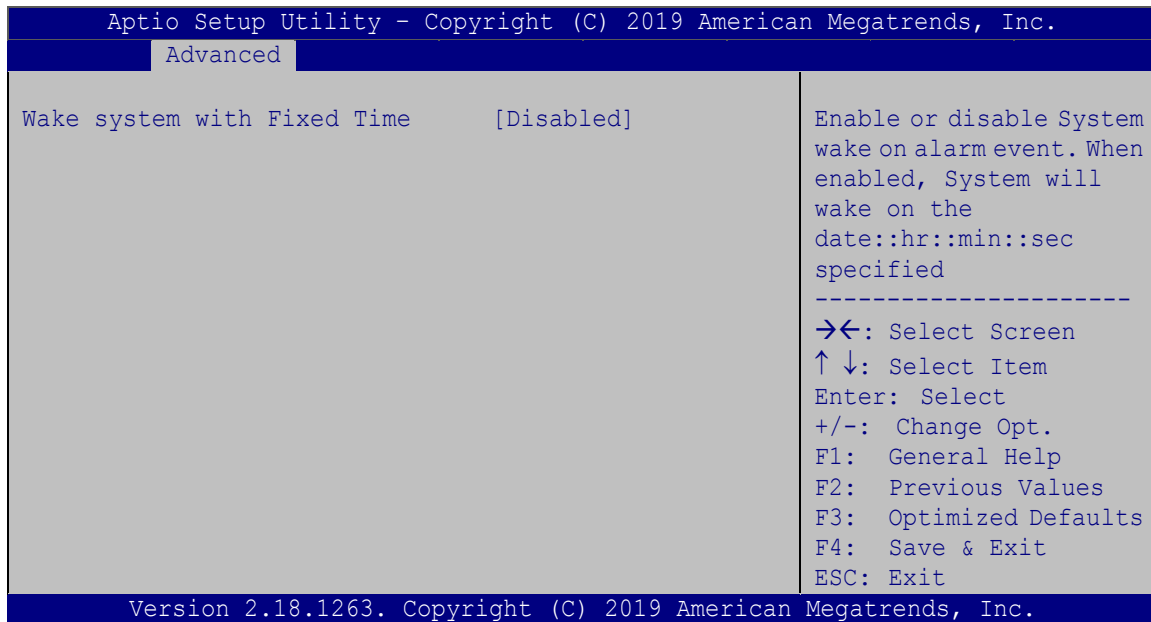 Aptio Setup Utility – Copyright (C) 2019 American Megatrends, Inc.
Advanced
Wake system with Fixed Time [Disabled]
Enable or disable System
wake on alarm event. When
enabled, System will
wake on the
date::hr::min::sec
specified
----------------------
→←: Select Screen
↑ ↓: Select Item
Enter: Select
+/-: Change Opt.
F1: General Help
F2: Previous Values
F3: Optimized Defaults
F4: Save & Exit
ESC: Exit
Version 2.18.1263. Copyright (C) 2019 American Megatrends, Inc.